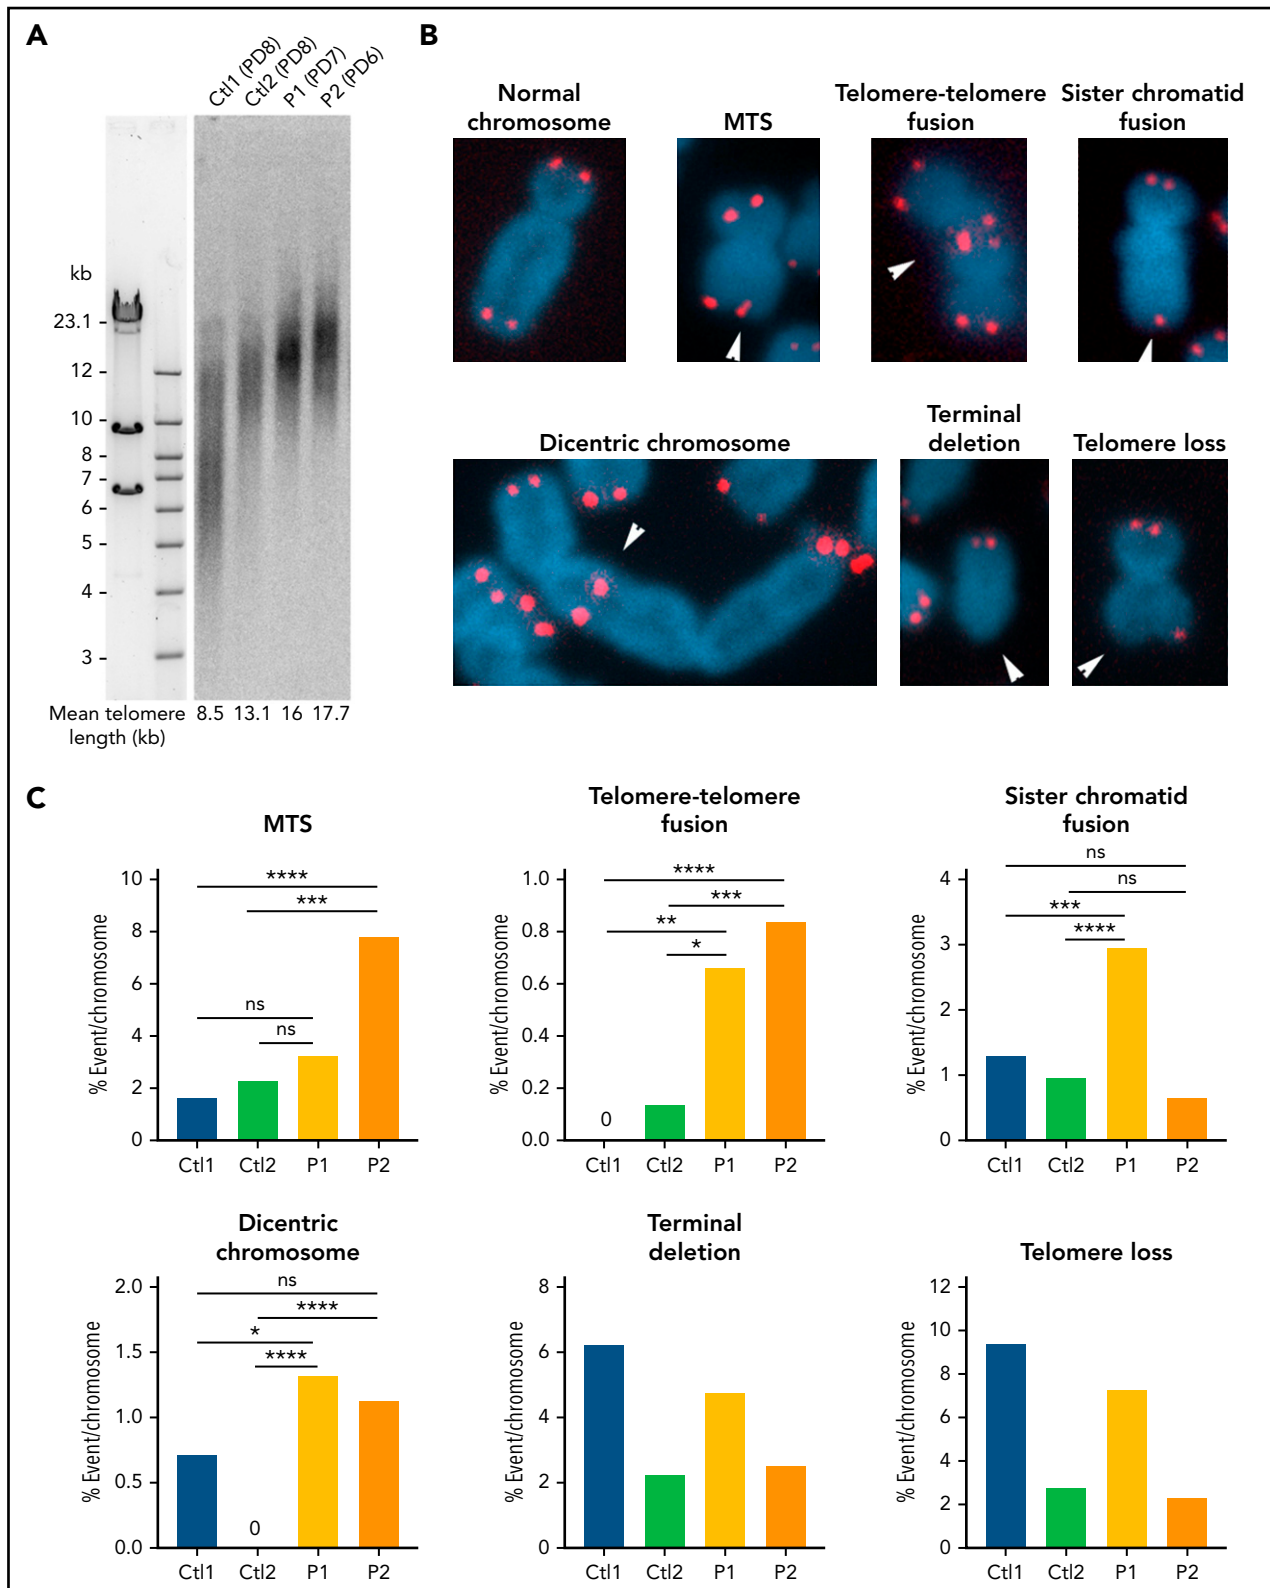 A
Ctl1 (PD8)
Ctl2 (PD8)
P1 (PD7)
P2 (PD6)
kb
23.1
12
10
8
7
6
5
4
3
Mean telomere
length (kb)
8.5 13.1 16 17.7
B
Normal
chromosome
MTS
Telomere-telomere
fusion
Sister chromatid
fusion
Dicentric chromosome
Terminal
deletion
Telomere loss
C
MTS
% Event/chromosome
10
8
6
4
2
0
****
***
ns
ns
Ctl1 Ctl2 P1 P2
Telomere-telomere
fusion
% Event/chromosome
1.0
0.8
0.6
0.4
0.2
0.0
****
***
**
*
0
Ctl1 Ctl2 P1 P2
Sister chromatid
fusion
% Event/chromosome
4
3
2
1
0
ns
ns
***
****
Ctl1 Ctl2 P1 P2
Dicentric
chromosome
% Event/chromosome
2.0
1.5
1.0
0.5
0.0
ns
****
*
****
0
Ctl1 Ctl2 P1 P2
Terminal
deletion
% Event/chromosome
8
6
4
2
0
Ctl1 Ctl2 P1 P2
Telomere loss
% Event/chromosome
12
10
8
6
4
2
0
Ctl1 Ctl2 P1 P2